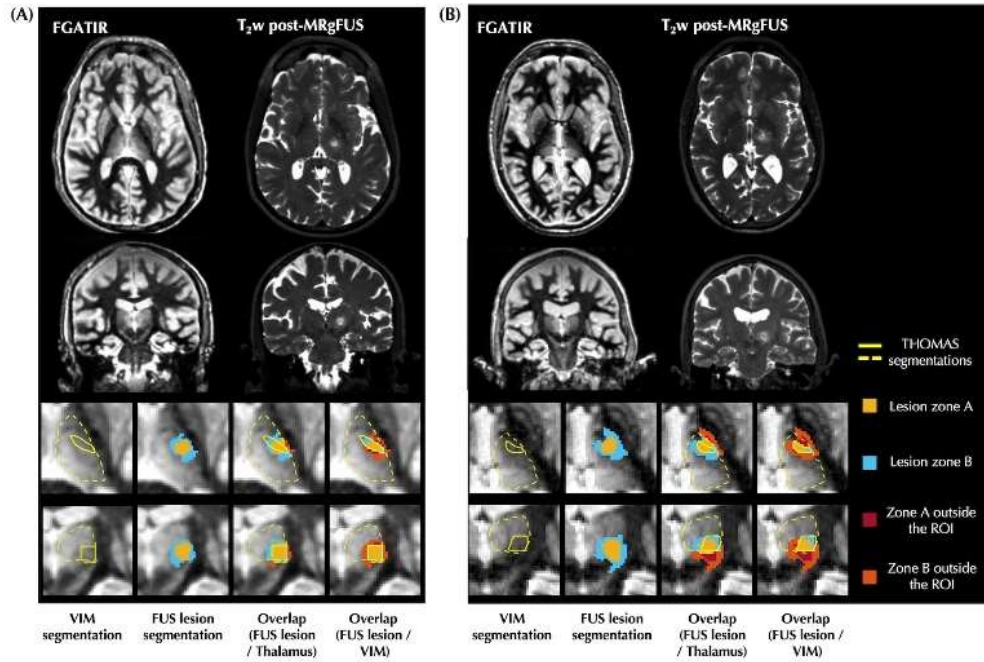 (A)
FGATIR
T₂w post-MRgFUS
(B)
FGATIR
T₂w post-MRgFUS
THOMAS
segmentations
Lesion zone A
Lesion zone B
Zone A outside
the ROI
Zone B outside
the ROI
VIM
segmentation
FUS lesion
segmentation
Overlap
(FUS lesion
/ Thalamus)
Overlap
(FUS lesion /
VIM)
VIM
segmentation
FUS lesion
segmentation
Overlap
(FUS lesion
/ Thalamus)
Overlap
(FUS lesion /
VIM)